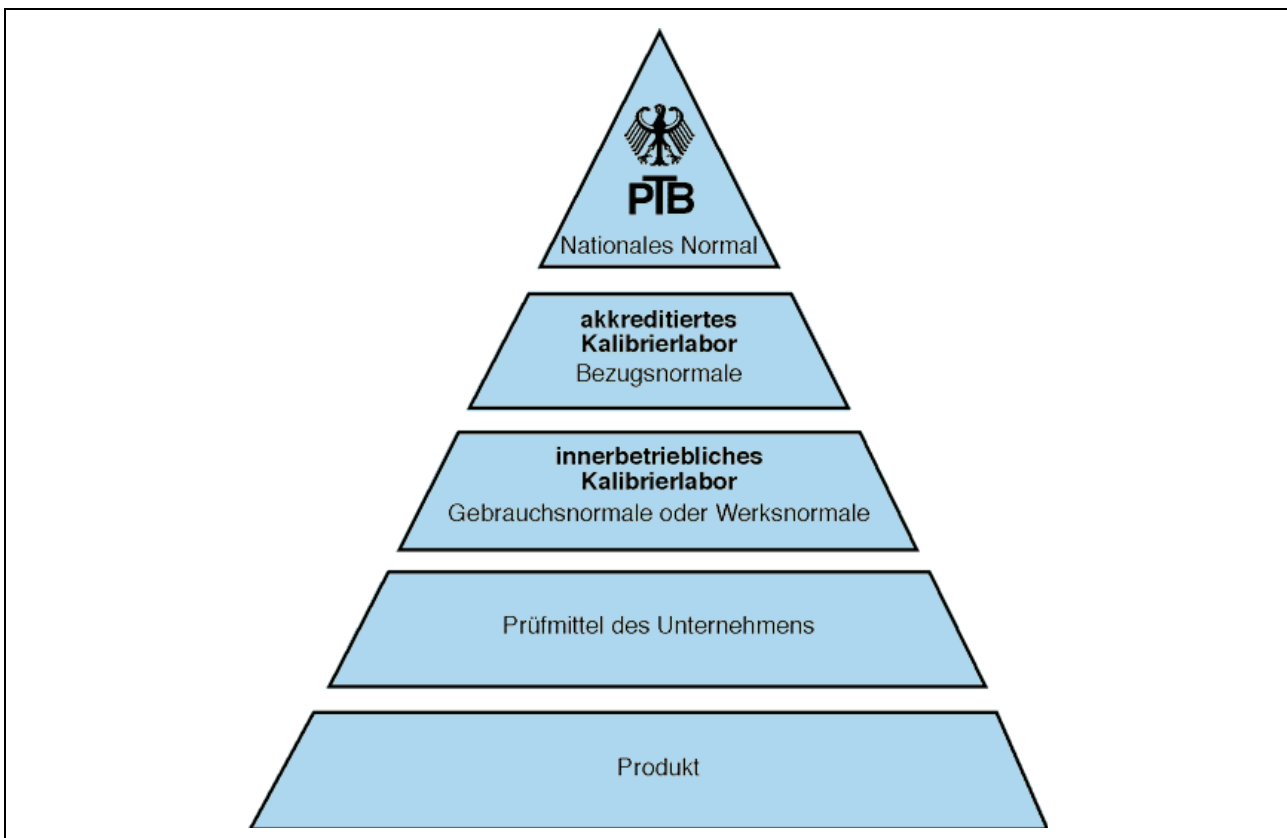 PTB
Nationales Normal
akkreditiertes
Kalibrierlabor
Bezugsnormale
innerbetriebliches
Kalibrierlabor
Gebrauchsnormale oder Werksnormale
Prüfmittel des Unternehmens
Produkt